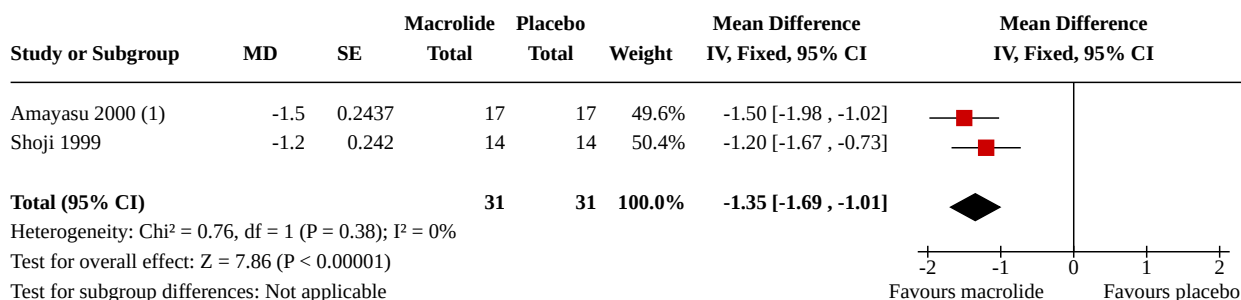 Macrolide Placebo Mean Difference Mean Difference
Study or Subgroup MD SE Total Total Weight IV, Fixed, 95% CI IV, Fixed, 95% CI
Amayasu 2000 (1) -1.5 0.2437 17 17 49.6% -1.50 [-1.98 , -1.02]
Shoji 1999 -1.2 0.242 14 14 50.4% -1.20 [-1.67 , -0.73]
Total (95% CI) 31 31 100.0% -1.35 [-1.69 , -1.01]
Heterogeneity: Chi² = 0.76, df = 1 (P = 0.38); I² = 0%
Test for overall effect: Z = 7.86 (P < 0.00001)
-2 -1 0 1 2
Test for subgroup differences: Not applicable Favours macrolide Favours placebo